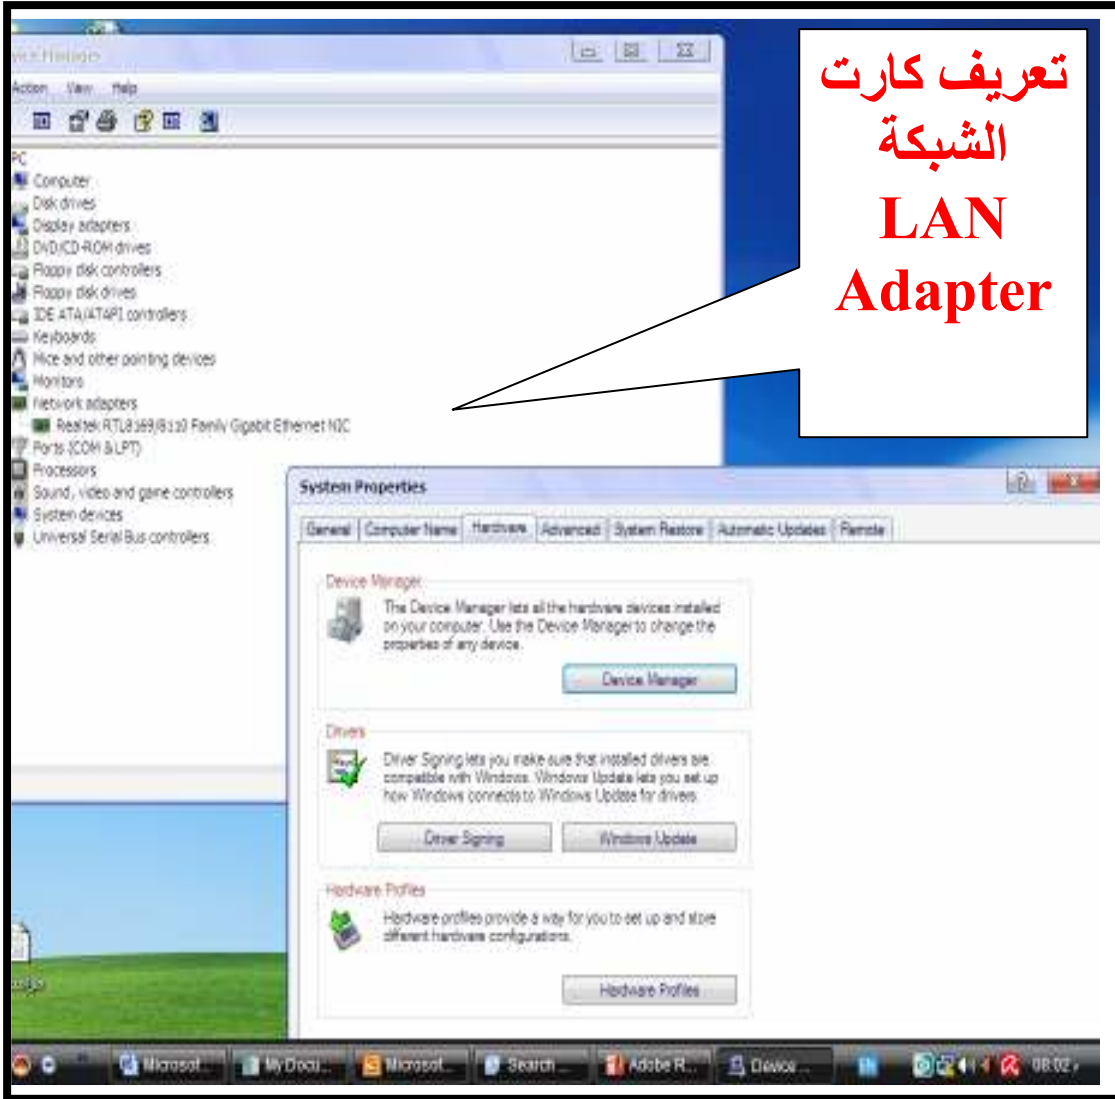 تعريف كارت
الشبكة
LAN
Adapter
Action View Help
PC
Computer
Disk drives
Display adapters
DVD/CD-ROM drives
Floppy disk controllers
Floppy disk drives
IDE ATA/ATAPI controllers
Keyboards
Mice and other pointing devices
Monitors
Network adapters
Realtek RTL8169/8110 Family Gigabit Ethernet NIC
Ports (COM & LPT)
Processors
Sound, video and game controllers
System devices
Universal Serial Bus controllers
System Properties
General Computer Name Hardware Advanced System Restore Automatic Updates Remote
Device Manager
The Device Manager lists all the hardware devices installed
on your computer. Use the Device Manager to change the
properties of any device.
Device Manager
Drivers
Driver Signing lets you make sure that installed drivers are
compatible with Windows. Windows Update lets you set up
how Windows connects to Windows Update for drivers.
Driver Signing Windows Update
Hardware Profiles
Hardware profiles provide a way for you to set up and store
different hardware configurations.
Hardware Profiles
Microsof... My Docu... Microsof... Search ... Adobe R... Device ... EN 08:02 م